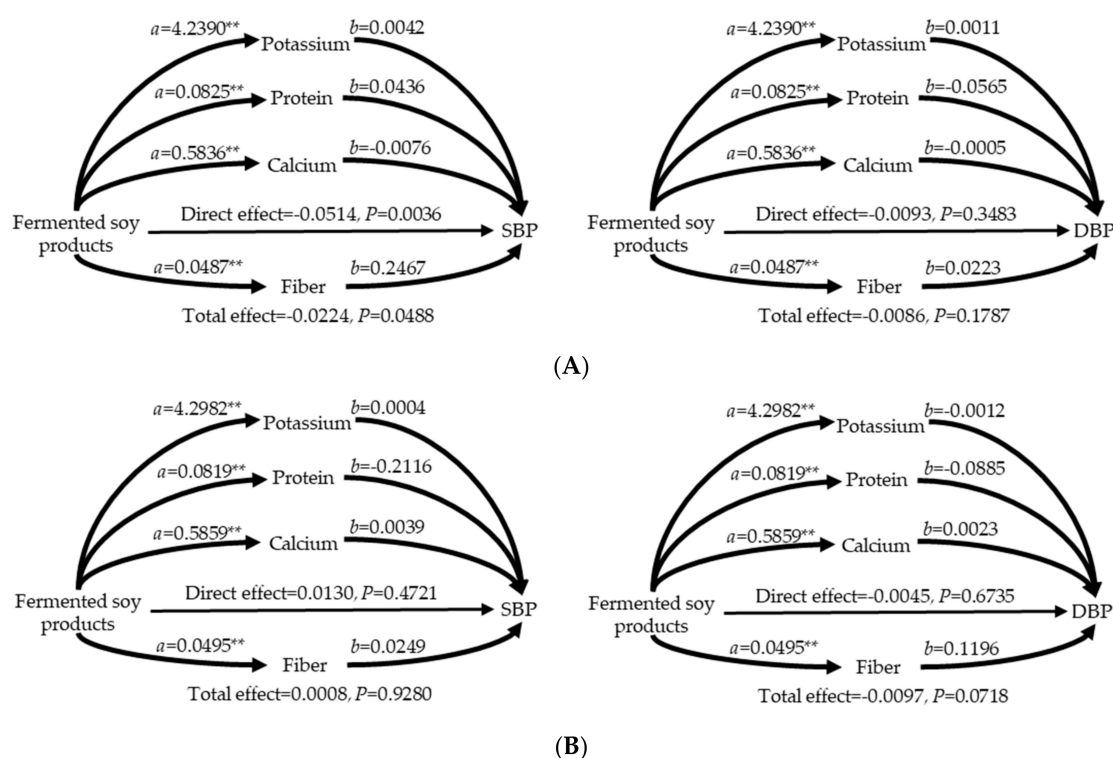 a=4.2390**
Potassium
b=0.0042
a=0.0825**
Protein
b=0.0436
a=0.5836**
Calcium
b=-0.0076
Fermented soy
products
Direct effect=-0.0514, P=0.0036
SBP
a=0.0487**
Fiber
b=0.2467
Total effect=-0.0224, P=0.0488
a=4.2390**
Potassium
b=0.0011
a=0.0825**
Protein
b=-0.0565
a=0.5836**
Calcium
b=-0.0005
Fermented soy
products
Direct effect=-0.0093, P=0.3483
DBP
a=0.0487**
Fiber
b=0.0223
Total effect=-0.0086, P=0.1787
(A)
a=4.2982**
Potassium
b=0.0004
a=0.0819**
Protein
b=-0.2116
a=0.5859**
Calcium
b=0.0039
Fermented soy
products
Direct effect=0.0130, P=0.4721
SBP
a=0.0495**
Fiber
b=0.0249
Total effect=0.0008, P=0.9280
a=4.2982**
Potassium
b=-0.0012
a=0.0819**
Protein
b=-0.0885
a=0.5859**
Calcium
b=0.0023
Fermented soy
products
Direct effect=-0.0045, P=0.6735
DBP
a=0.0495**
Fiber
b=0.1196
Total effect=-0.0097, P=0.0718
(B)